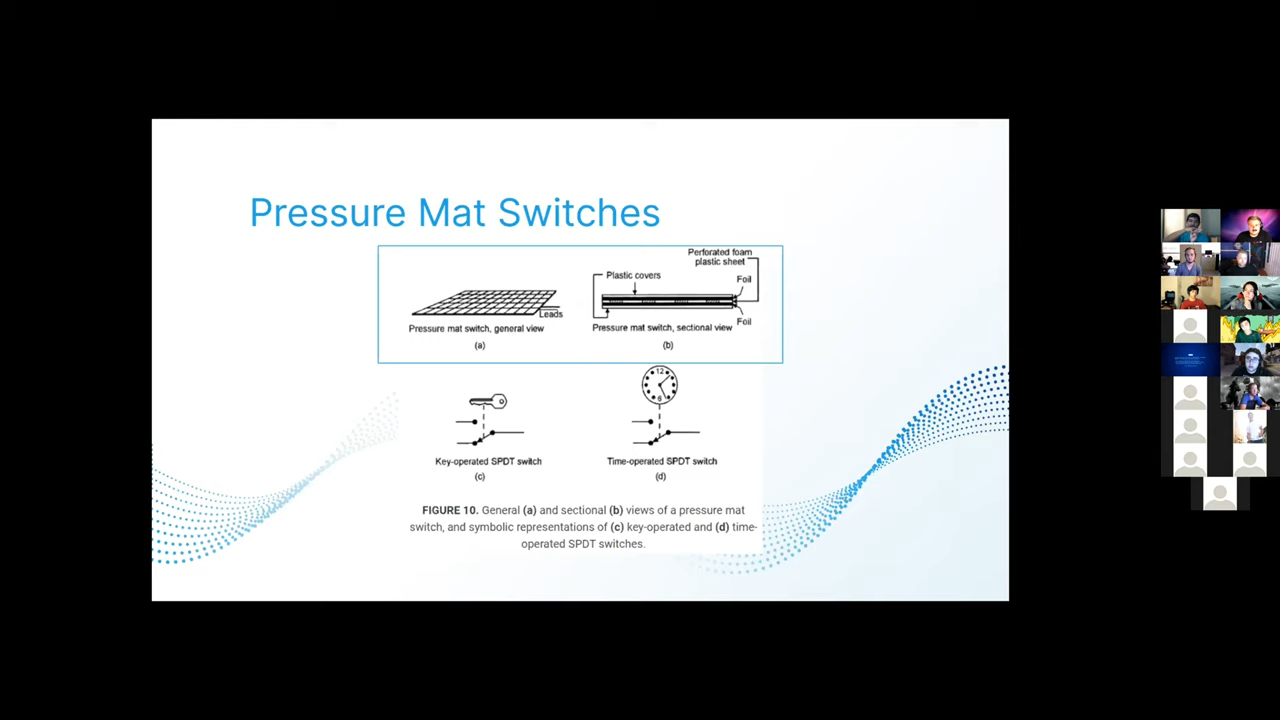 Pressure Mat Switches
Perforated foam
plastic sheet
Plastic covers
Foil
Leads
Foil
Pressure mat switch, general view
Pressure mat switch, sectional view
(a)
(b)
12
6
Key-operated SPDT switch
Time-operated SPDT switch
(c)
(d)
FIGURE 10. General (a) and sectional (b) views of a pressure mat
switch, and symbolic representations of (c) key-operated and (d) time-
operated SPDT switches.